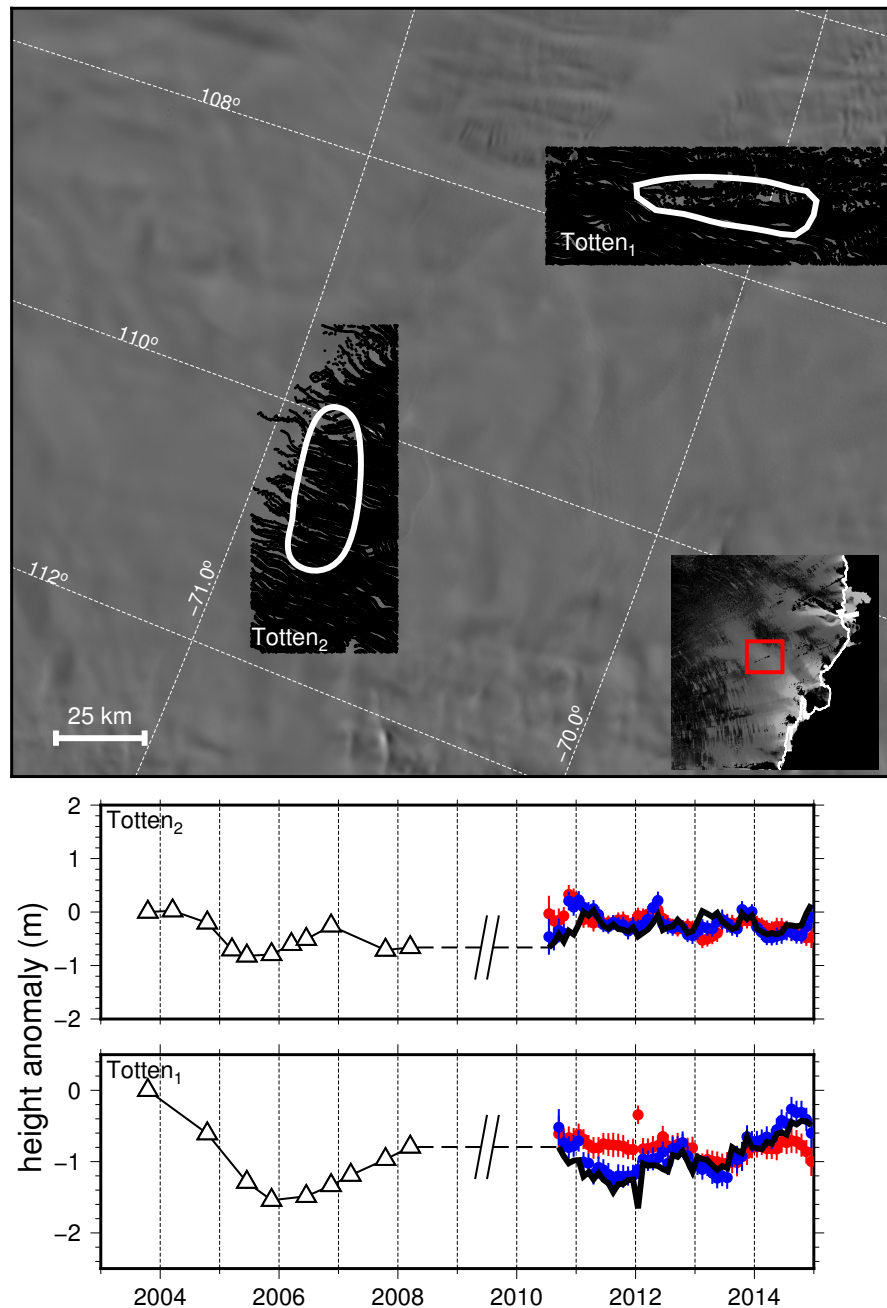 108°
Totten₁
110°
112°
−71.0°
Totten₂
−70.0°
25 km
height anomaly (m)
Totten₂
2
1
0
−1
−2
Totten₁
0
−1
−2
2004 2006 2008 2010 2012 2014